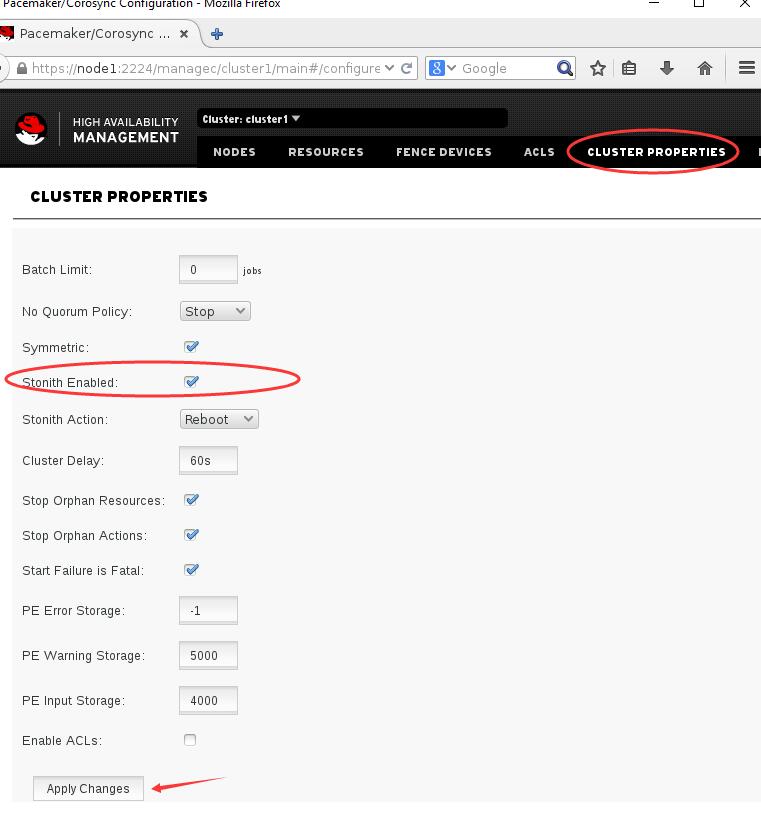 Pacemaker/Corosync Configuration - Mozilla Firefox
Pacemaker/Corosync ...
https://node1:2224/managec/cluster1/main#/configure
Google
HIGH AVAILABILITY
MANAGEMENT
Cluster: cluster1
NODES RESOURCES FENCE DEVICES ACLS CLUSTER PROPERTIES
CLUSTER PROPERTIES
Batch Limit: 0 jobs
No Quorum Policy: Stop
Symmetric:
Stonith Enabled:
Stonith Action: Reboot
Cluster Delay: 60s
Stop Orphan Resources:
Stop Orphan Actions:
Start Failure is Fatal:
PE Error Storage: -1
PE Warning Storage: 5000
PE Input Storage: 4000
Enable ACLs:
Apply Changes